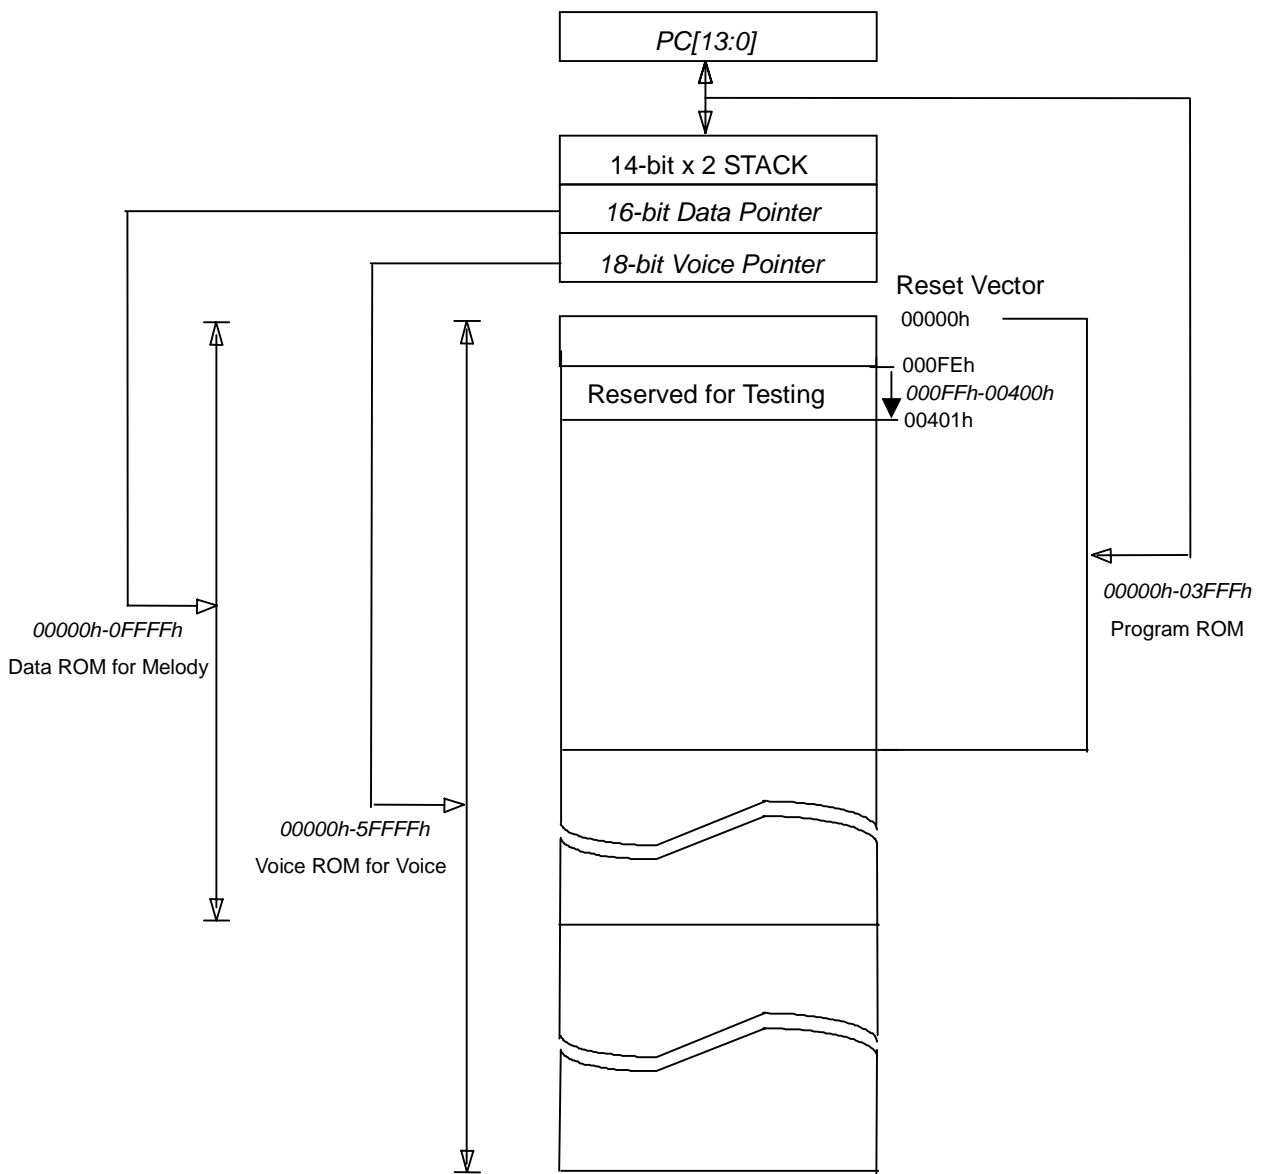 PC[13:0]
14-bit x 2 STACK
16-bit Data Pointer
18-bit Voice Pointer
Reset Vector
00000h
000FEh
Reserved for Testing
000FFh-00400h
00401h
00000h-03FFFh
Program ROM
00000h-0FFFFh
Data ROM for Melody
00000h-5FFFFh
Voice ROM for Voice